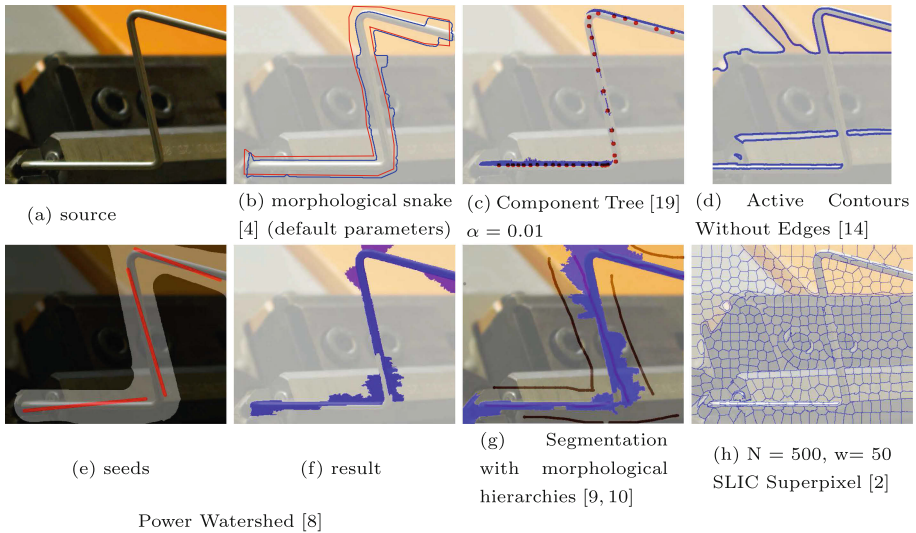 (a) source
(b) morphological snake
[4] (default parameters)
(c) Component Tree [19]
α = 0.01
(d) Active Contours
Without Edges [14]
(e) seeds
(f) result
(g) Segmentation
with morphological
hierarchies [9, 10]
(h) N = 500, w= 50
SLIC Superpixel [2]
Power Watershed [8]